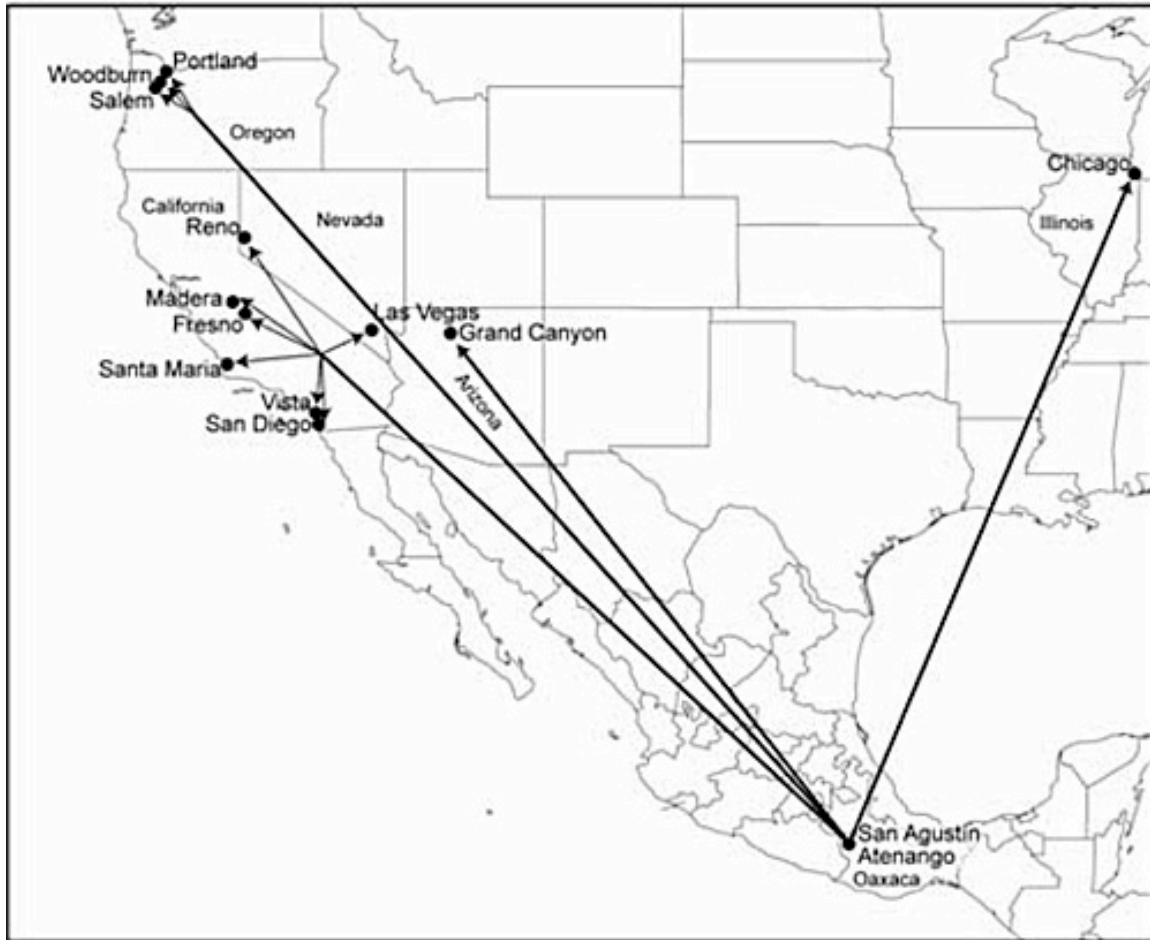 Portland
Woodburn
Salem
Oregon
Chicago
California
Nevada
Illinois
Reno
Madera
Las Vegas
Fresno
Grand Canyon
Santa Maria
Arizona
Vista
San Diego
San Agustín
Atenango
Oaxaca